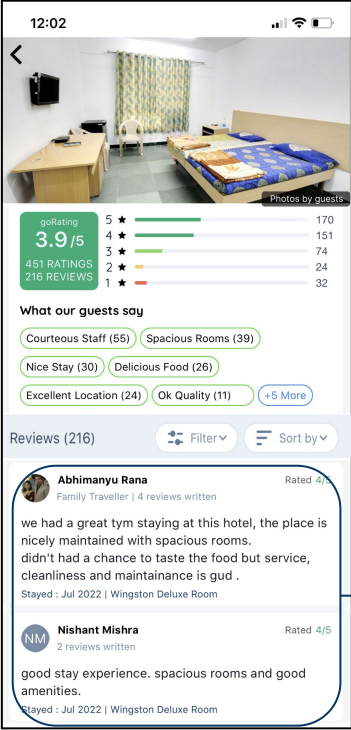 12:02
Photos by guests
goRating
3.9/5
451 RATINGS
216 REVIEWS
5 ★ 170
4 ★ 151
3 ★ 74
2 ★ 24
1 ★ 32
What our guests say
Courteous Staff (55) Spacious Rooms (39)
Nice Stay (30) Delicious Food (26)
Excellent Location (24) Ok Quality (11) +5 More
Reviews (216) Filter Sort by
Abhimanyu Rana Rated 4/5
Family Traveller | 4 reviews written
we had a great tym staying at this hotel, the place is
nicely maintained with spacious rooms.
didn't had a chance to taste the food but service,
cleanliness and maintainance is gud .
Stayed : Jul 2022 | Wingston Deluxe Room
NM Nishant Mishra Rated 4/5
2 reviews written
good stay experience. spacious rooms and good
amenities.
Stayed : Jul 2022 | Wingston Deluxe Room